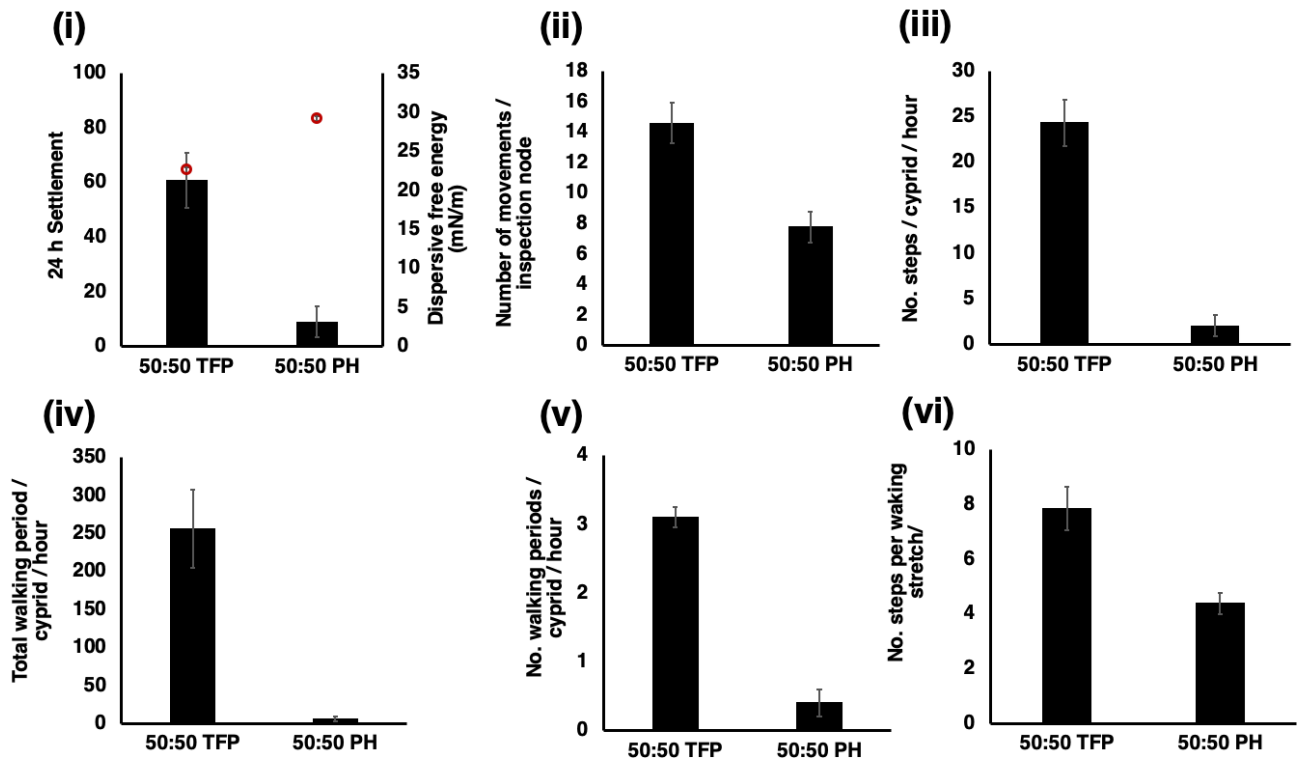 (i)
24 h Settlement
100
80
60
40
20
0
35
30
25
20
15
10
5
0
Dispersive free energy
(mN/m)
50:50 TFP
50:50 PH
(ii)
Number of movements /
inspection node
18
16
14
12
10
8
6
4
2
0
50:50 TFP
50:50 PH
(iii)
No. steps / cyprid / hour
30
25
20
15
10
5
0
50:50 TFP
50:50 PH
(iv)
Total walking period /
cyprid / hour
350
300
250
200
150
100
50
0
50:50 TFP
50:50 PH
(v)
No. walking periods /
cyprid / hour
4
3
2
1
0
50:50 TFP
50:50 PH
(vi)
No. steps per waking
stretch/
10
8
6
4
2
0
50:50 TFP
50:50 PH